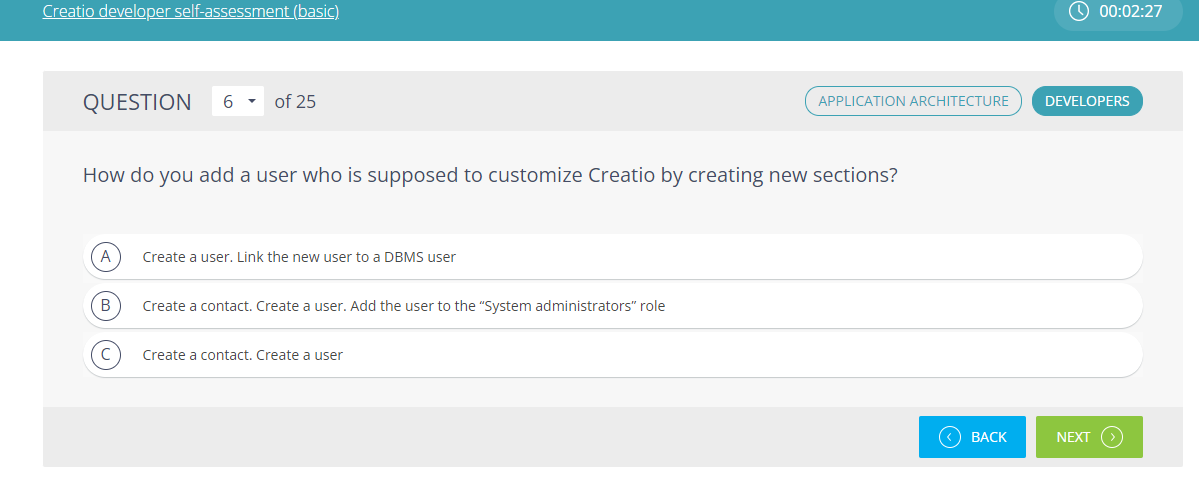 Creatio developer self-assessment (basic) 00:02:27
QUESTION 6 of 25 APPLICATION ARCHITECTURE DEVELOPERS
How do you add a user who is supposed to customize Creatio by creating new sections?
A Create a user. Link the new user to a DBMS user
B Create a contact. Create a user. Add the user to the “System administrators” role
C Create a contact. Create a user
BACK NEXT